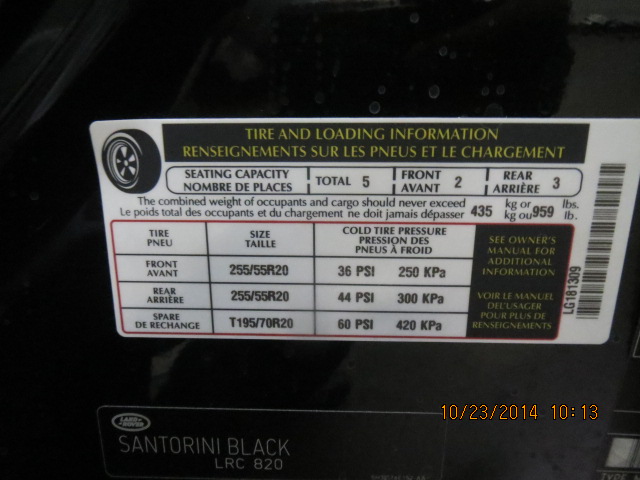 TIRE AND LOADING INFORMATION
RENSEIGNEMENTS SUR LES PNEUS ET LE CHARGEMENT
SEATING CAPACITY
NOMBRE DE PLACES
TOTAL 5
FRONT
AVANT 2
REAR
ARRIÈRE 3
The combined weight of occupants and cargo should never exceed
Le poids total des occupants et du chargement ne doit jamais dépasser
435 kg or 959 lbs.
kg ou lb.
TIRE
PNEU
SIZE
TAILLE
COLD TIRE PRESSURE
PRESSION DES
PNEUS À FROID
FRONT
AVANT
255/55R20
36 PSI 250 KPa
REAR
ARRIÈRE
255/55R20
44 PSI 300 KPa
SPARE
DE RECHANGE
T195/70R20
60 PSI 420 KPa
SEE OWNER'S
MANUAL FOR
ADDITIONAL
INFORMATION
VOIR LE MANUEL
DEL'USAGER
POUR PLUS DE
RENSEIGNEMENTS
LG181309
LAND ROVER
SANTORINI BLACK
LRC 820
10/23/2014 10:13